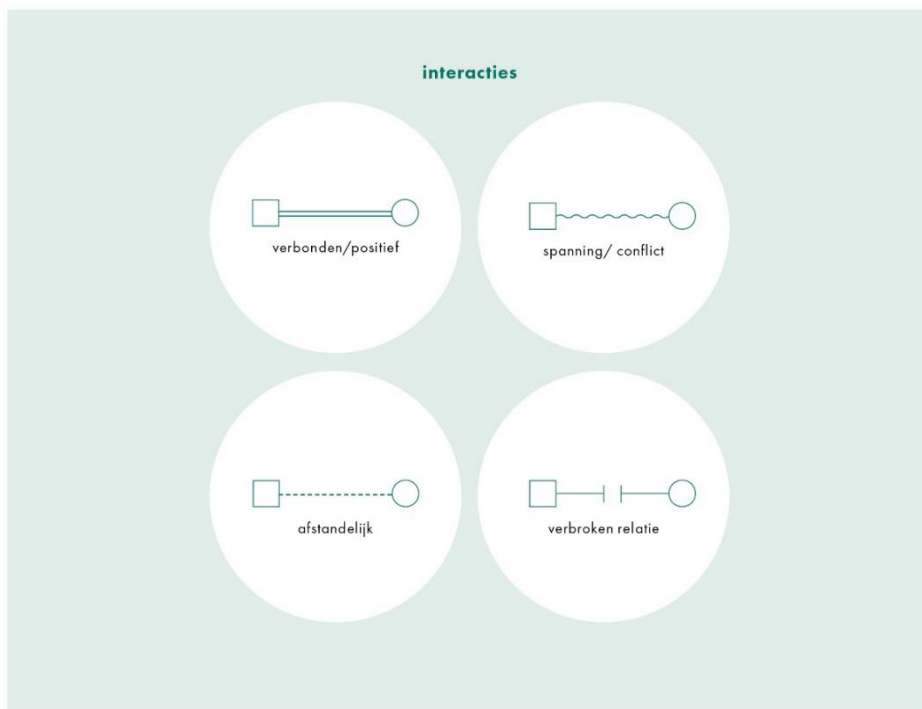 interacties
verbonden/positief
spanning/ conflict
afstandelijk
verbroken relatie